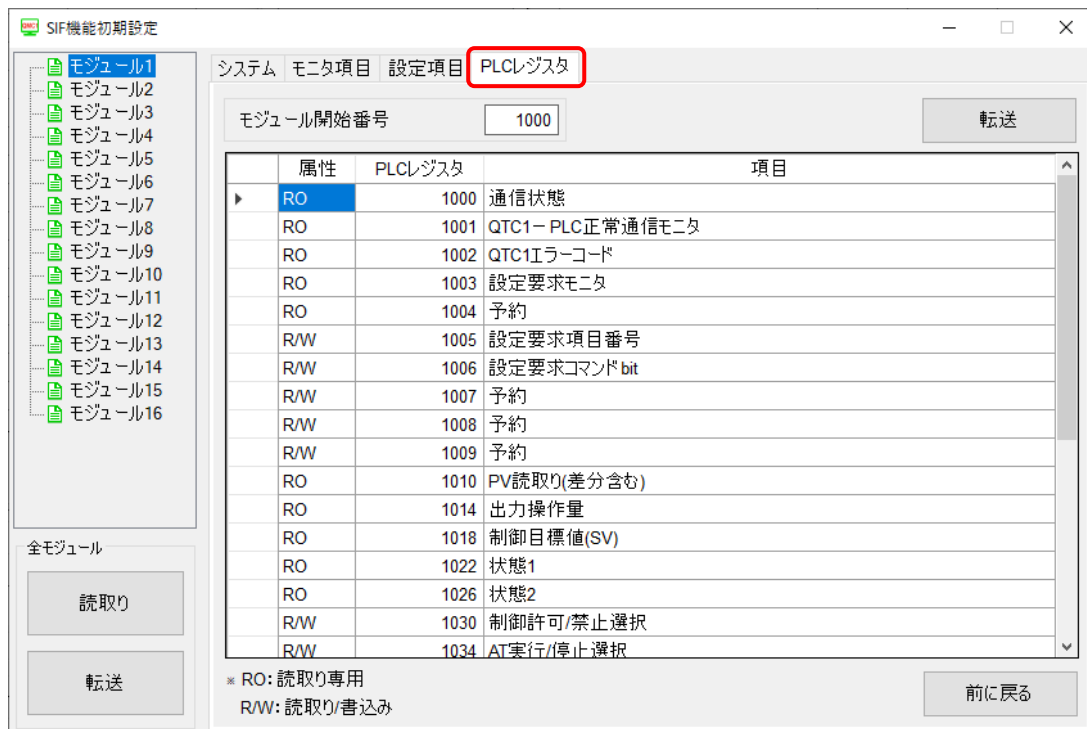 QMC1 SIF機能初期設定
モジュール1
モジュール2
モジュール3
モジュール4
モジュール5
モジュール6
モジュール7
モジュール8
モジュール9
モジュール10
モジュール11
モジュール12
モジュール13
モジュール14
モジュール15
モジュール16
全モジュール
読取り
転送
システム モニタ項目 設定項目 PLCレジスタ
モジュール開始番号 1000 転送
属性 PLCレジスタ 項目
RO 1000 通信状態
RO 1001 QTC1－PLC正常通信モニタ
RO 1002 QTC1エラーコード
RO 1003 設定要求モニタ
RO 1004 予約
R/W 1005 設定要求項目番号
R/W 1006 設定要求コマンドbit
R/W 1007 予約
R/W 1008 予約
R/W 1009 予約
RO 1010 PV読取り(差分含む)
RO 1014 出力操作量
RO 1018 制御目標値(SV)
RO 1022 状態1
RO 1026 状態2
R/W 1030 制御許可/禁止選択
R/W 1034 AT実行/停止選択
※ RO：読取り専用
R/W：読取り/書込み
前に戻る